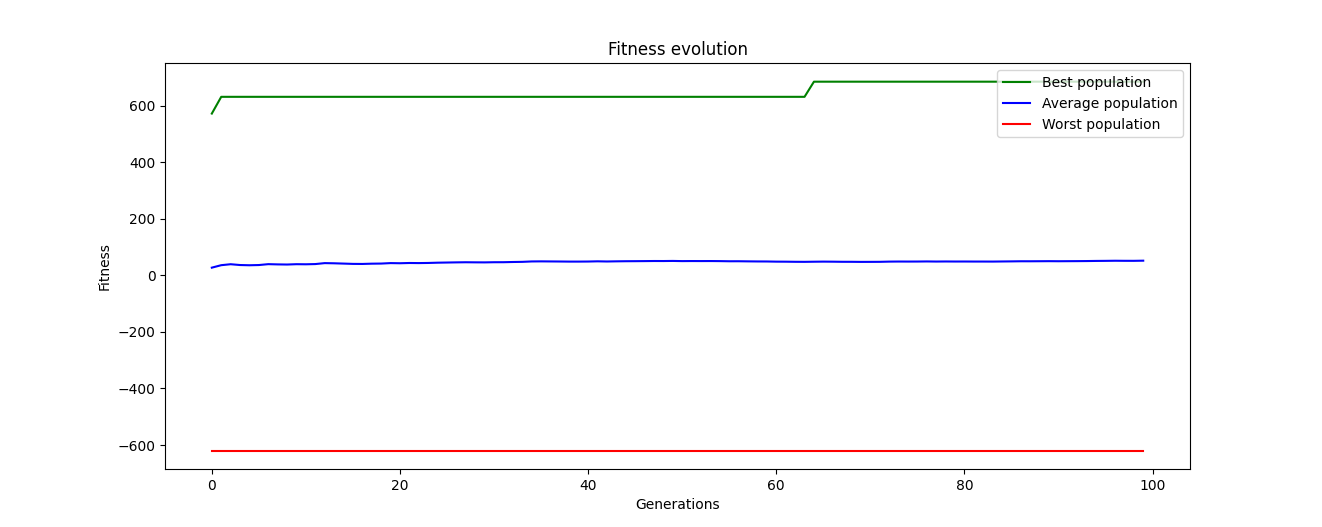 Fitness evolution
Best population
Average population
Worst population
600
400
200
0
−200
−400
−600
Fitness
0 20 40 60 80 100
Generations